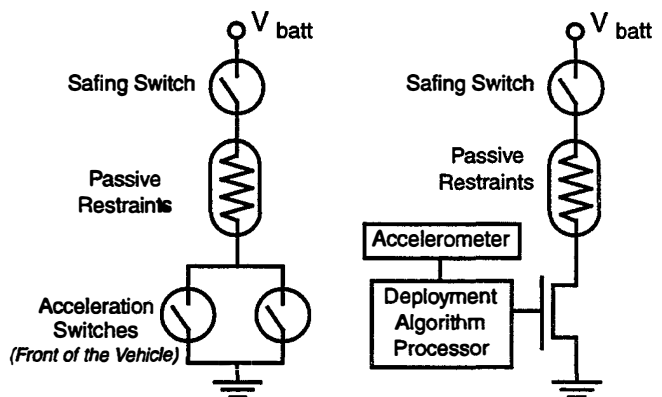 V batt
Safing Switch
Passive
Restraints
Acceleration
Switches
(Front of the Vehicle)
V batt
Safing Switch
Passive
Restraints
Accelerometer
Deployment
Algorithm
Processor